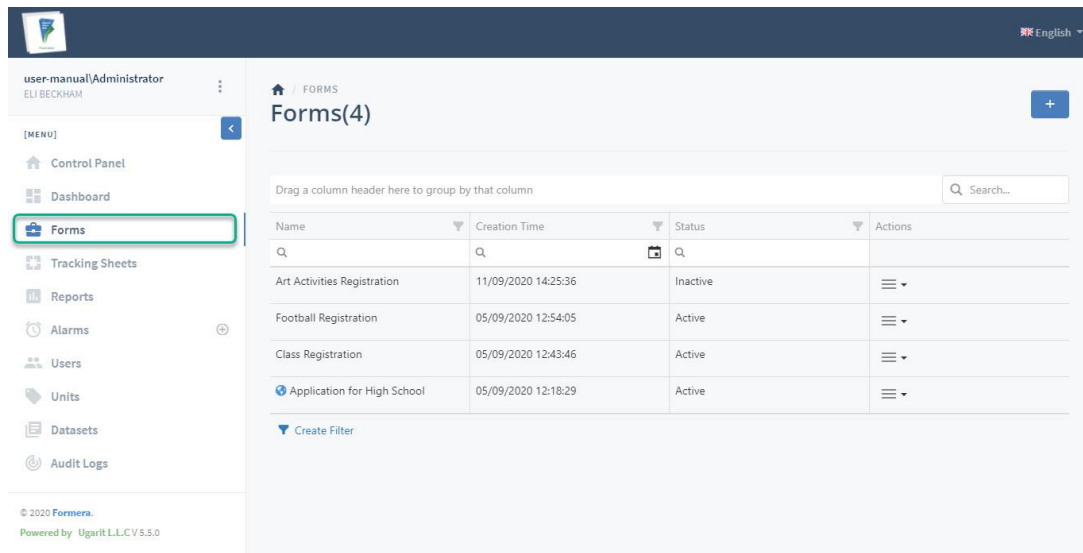 English
user-manual\Administrator
ELI BECKHAM
[MENU]
Control Panel
Dashboard
Forms
Tracking Sheets
Reports
Alarms
Users
Units
Datasets
Audit Logs
© 2020 Formera.
Powered by Ugarit L.L.C V 5.5.0
/ FORMS
Forms(4)
+
Drag a column header here to group by that column
Search...
Name Creation Time Status Actions
Art Activities Registration 11/09/2020 14:25:36 Inactive
Football Registration 05/09/2020 12:54:05 Active
Class Registration 05/09/2020 12:43:46 Active
Application for High School 05/09/2020 12:18:29 Active
Create Filter